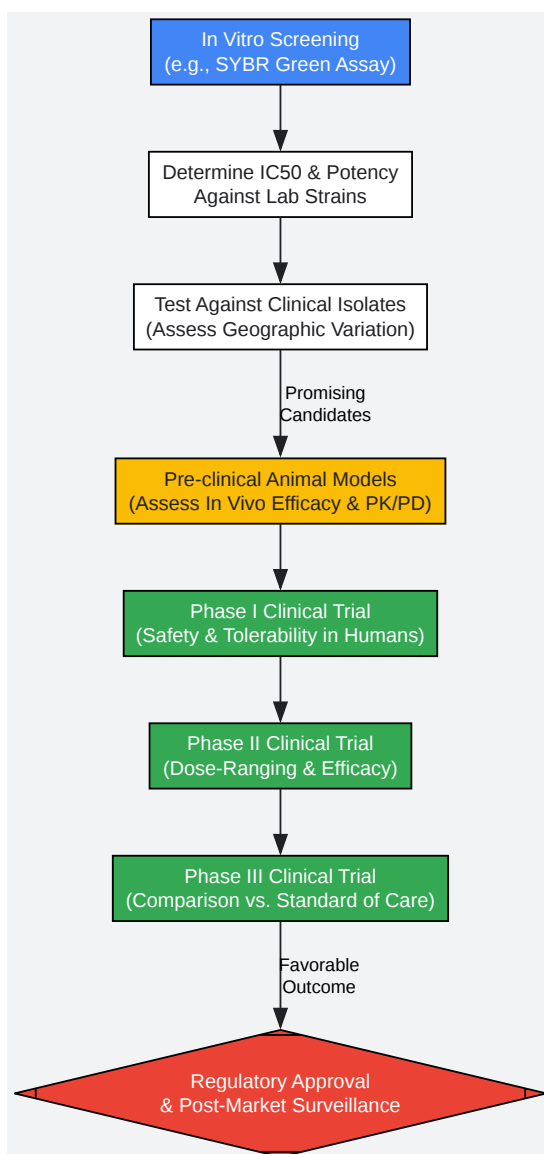 In Vitro Screening
(e.g., SYBR Green Assay)
Determine IC50 & Potency
Against Lab Strains
Test Against Clinical Isolates
(Assess Geographic Variation)
Promising
Candidates
Pre-clinical Animal Models
(Assess In Vivo Efficacy & PK/PD)
Phase I Clinical Trial
(Safety & Tolerability in Humans)
Phase II Clinical Trial
(Dose-Ranging & Efficacy)
Phase III Clinical Trial
(Comparison vs. Standard of Care)
Favorable
Outcome
Regulatory Approval
& Post-Market Surveillance